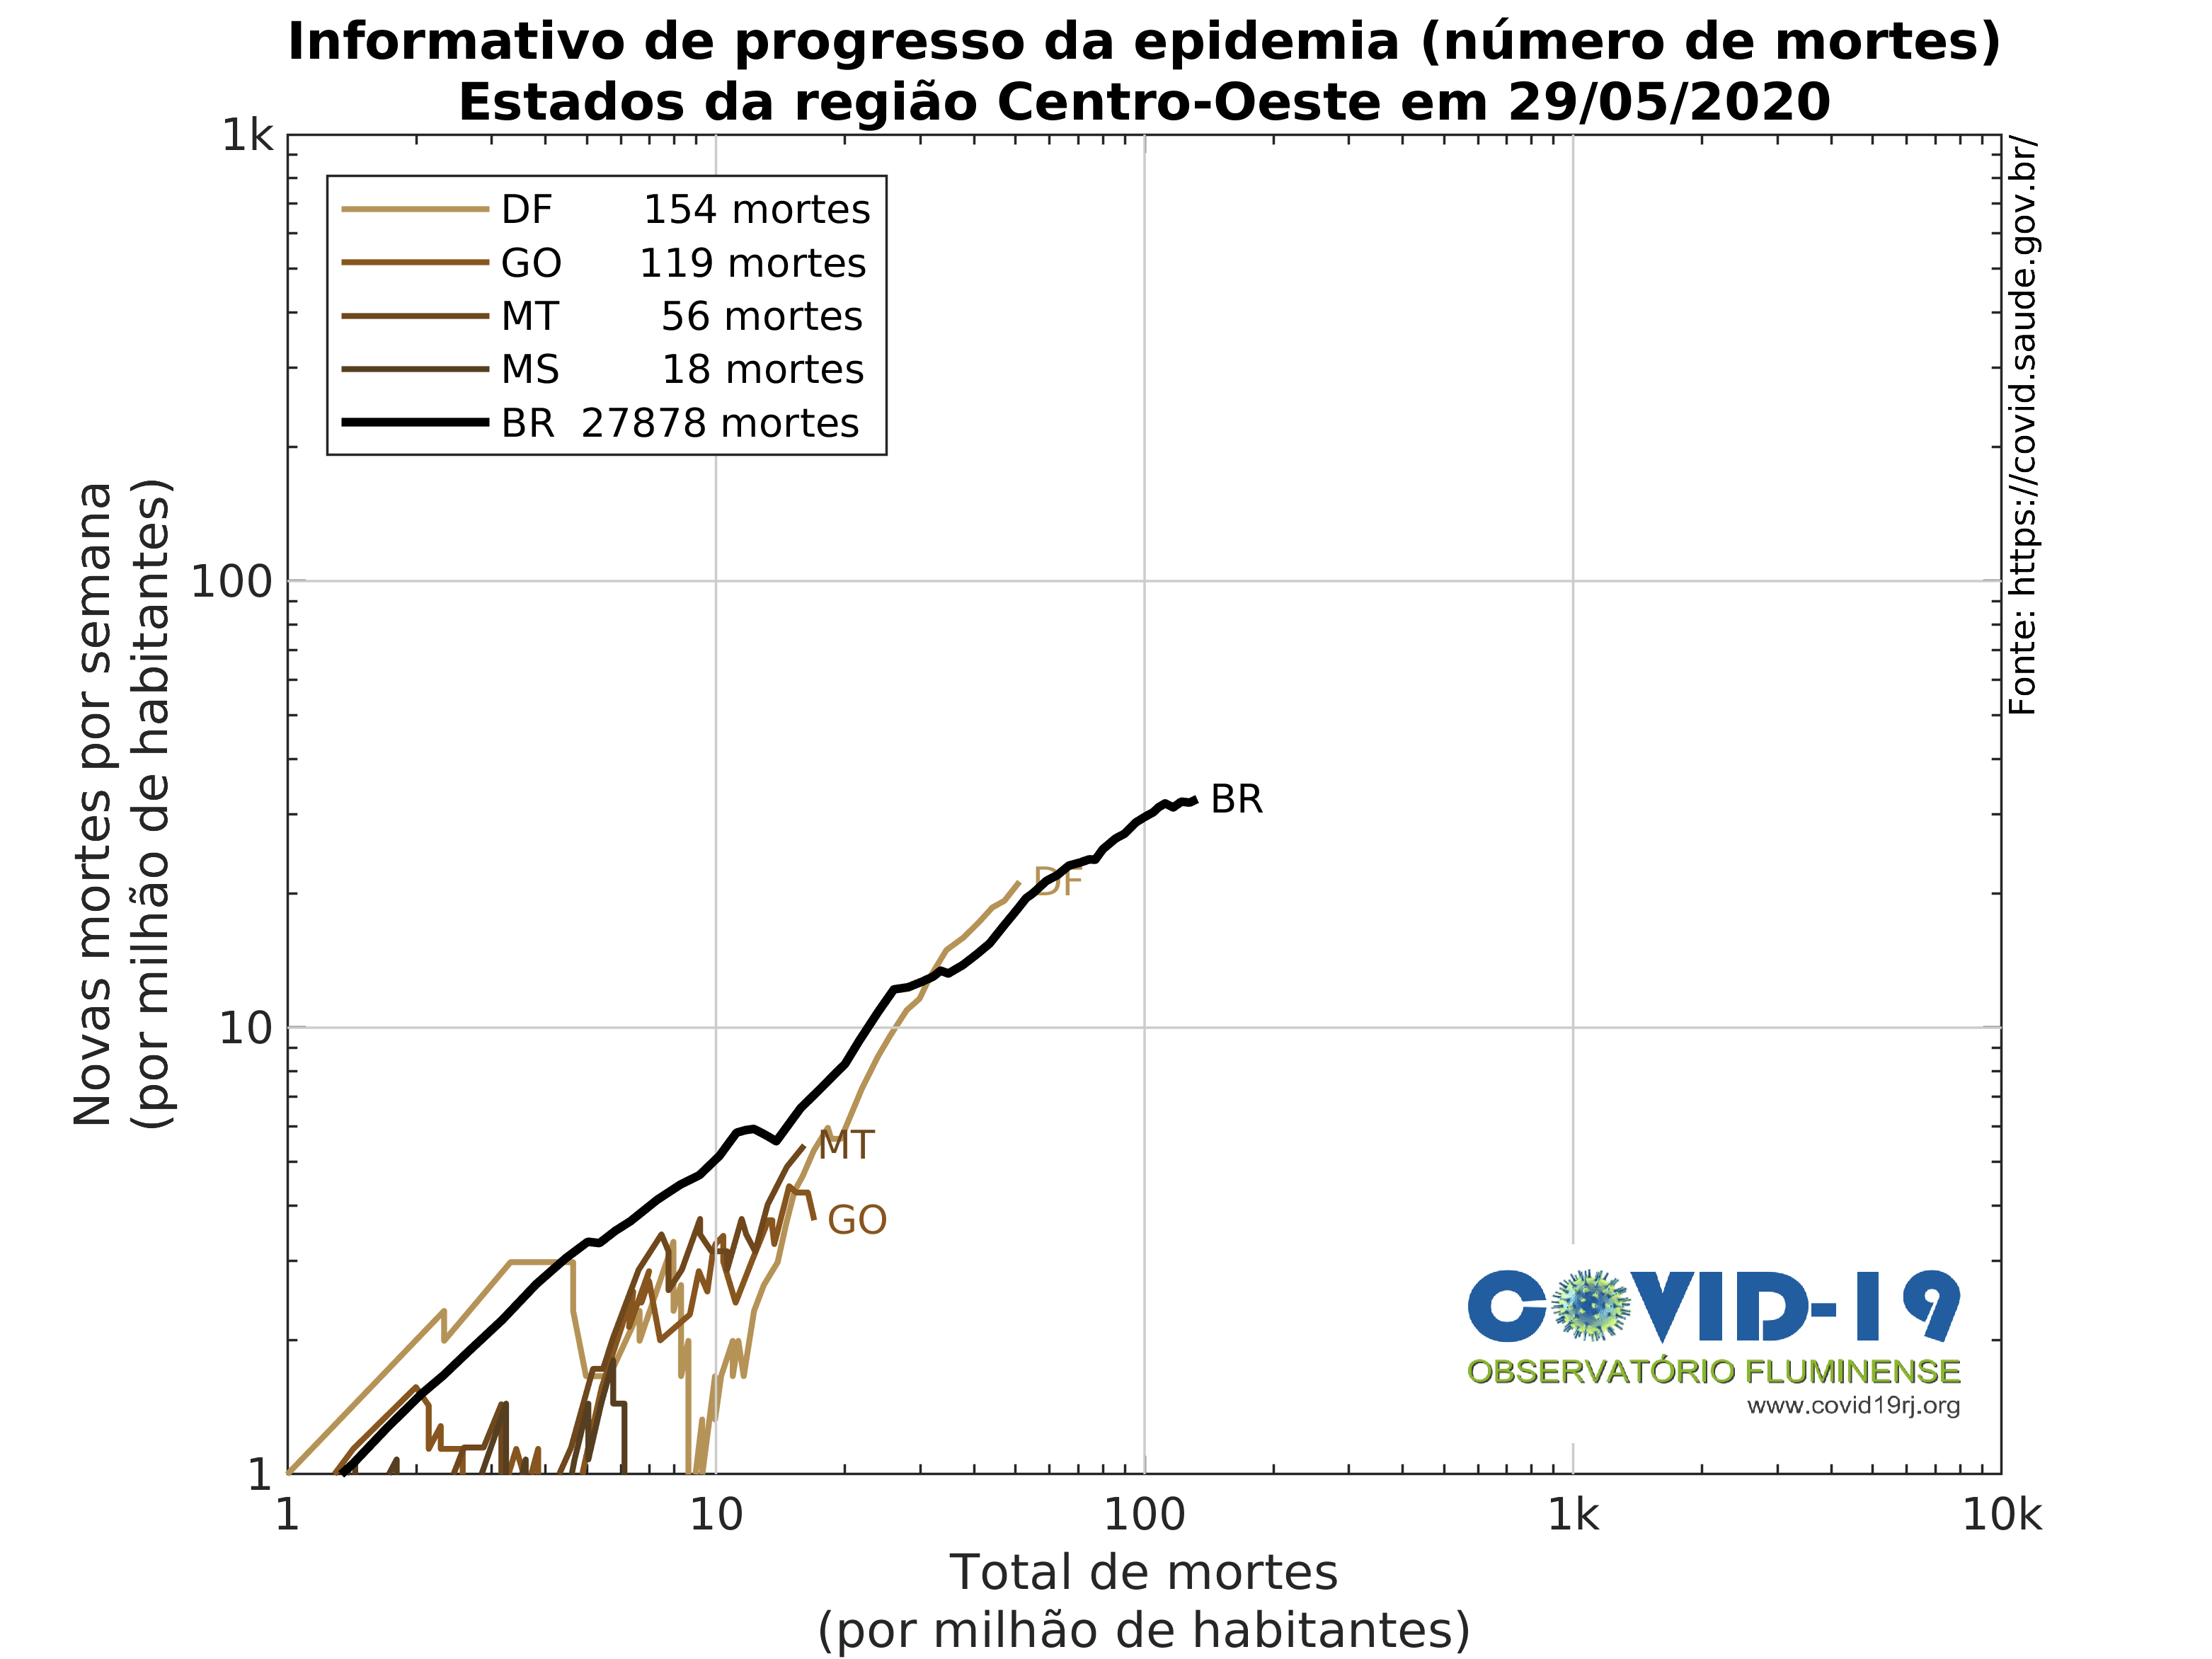 Informativo de progresso da epidemia (número de mortes)
Estados da região Centro-Oeste em 29/05/2020
1k
100
10
1
DF 154 mortes
GO 119 mortes
MT 56 mortes
MS 18 mortes
BR 27878 mortes
Novas mortes por semana
(por milhão de habitantes)
Fonte: https://covid.saude.gov.br/
BR
DF
MT
GO
COVID-19
OBSERVATÓRIO FLUMINENSE
www.covid19rj.org
1 10 100 1k 10k
Total de mortes
(por milhão de habitantes)